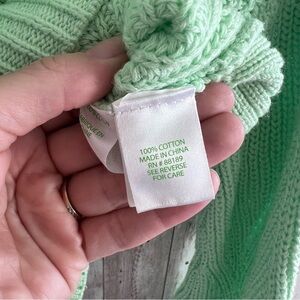 100% COTTON
MADE IN CHINA
RN # 88189
SEE REVERSE
FOR CARE